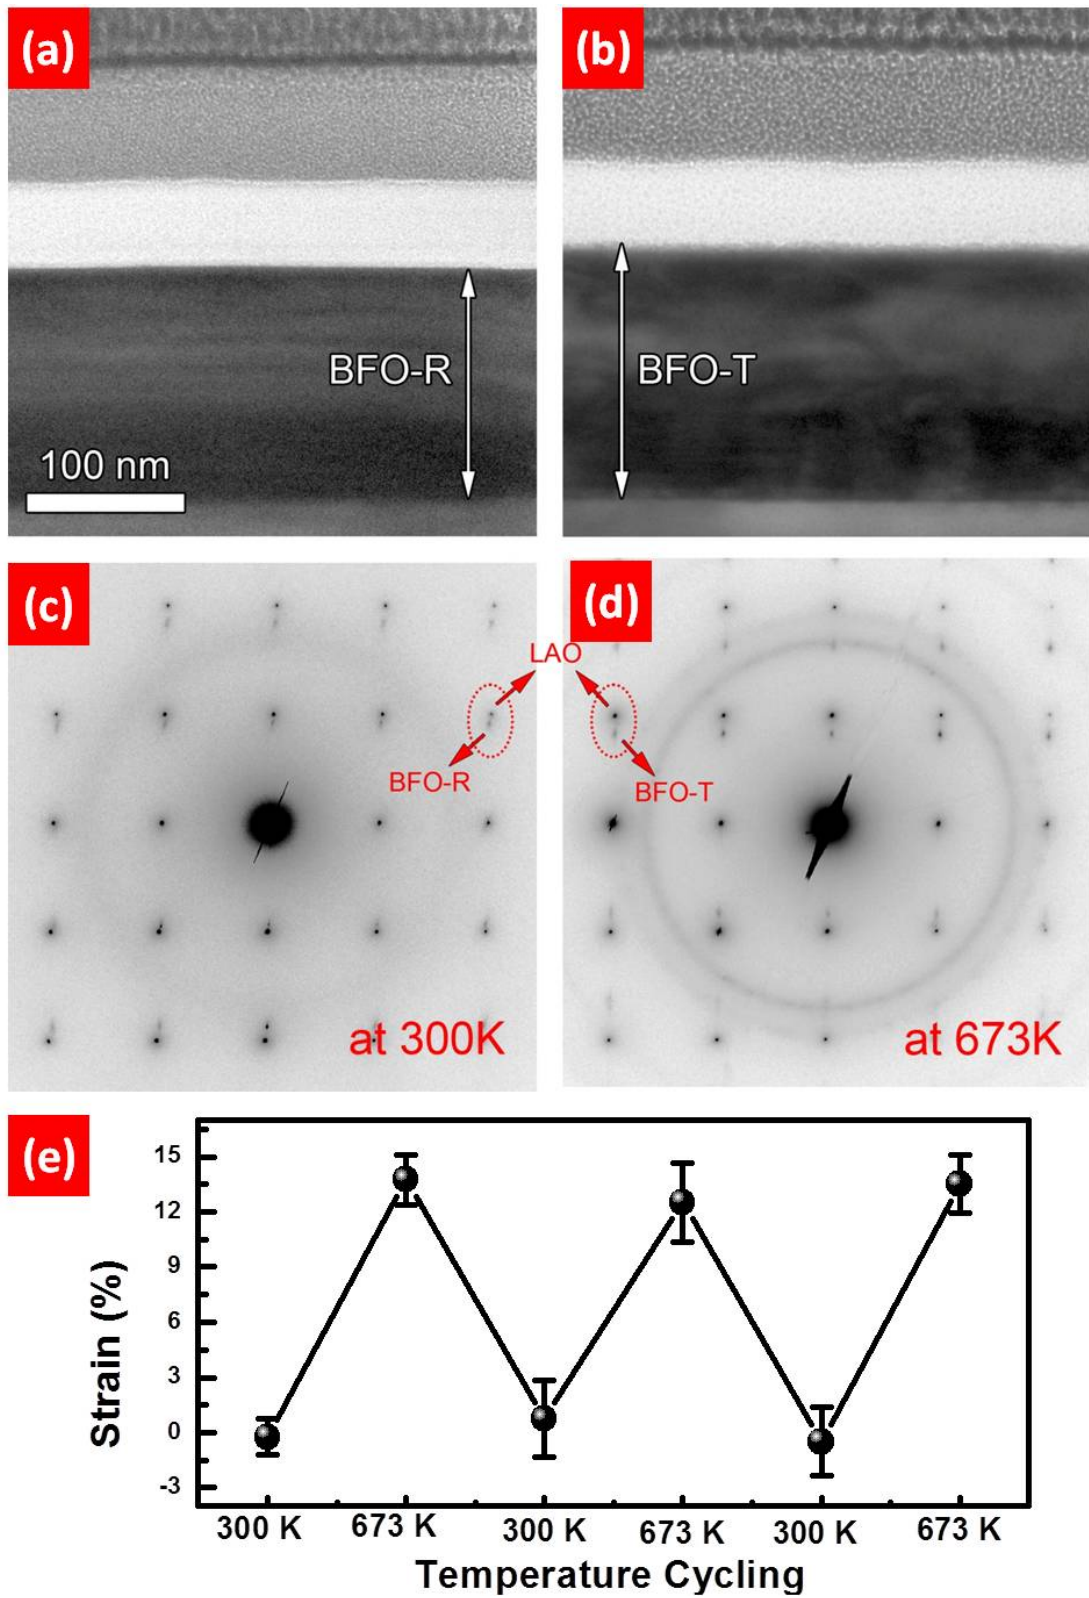 (a)
(b)
BFO-R
BFO-T
100 nm
(c)
(d)
LAO
BFO-R
BFO-T
at 300K
at 673K
(e)
Strain (%)
15
12
9
6
3
0
-3
300 K
673 K
300 K
673 K
300 K
673 K
Temperature Cycling